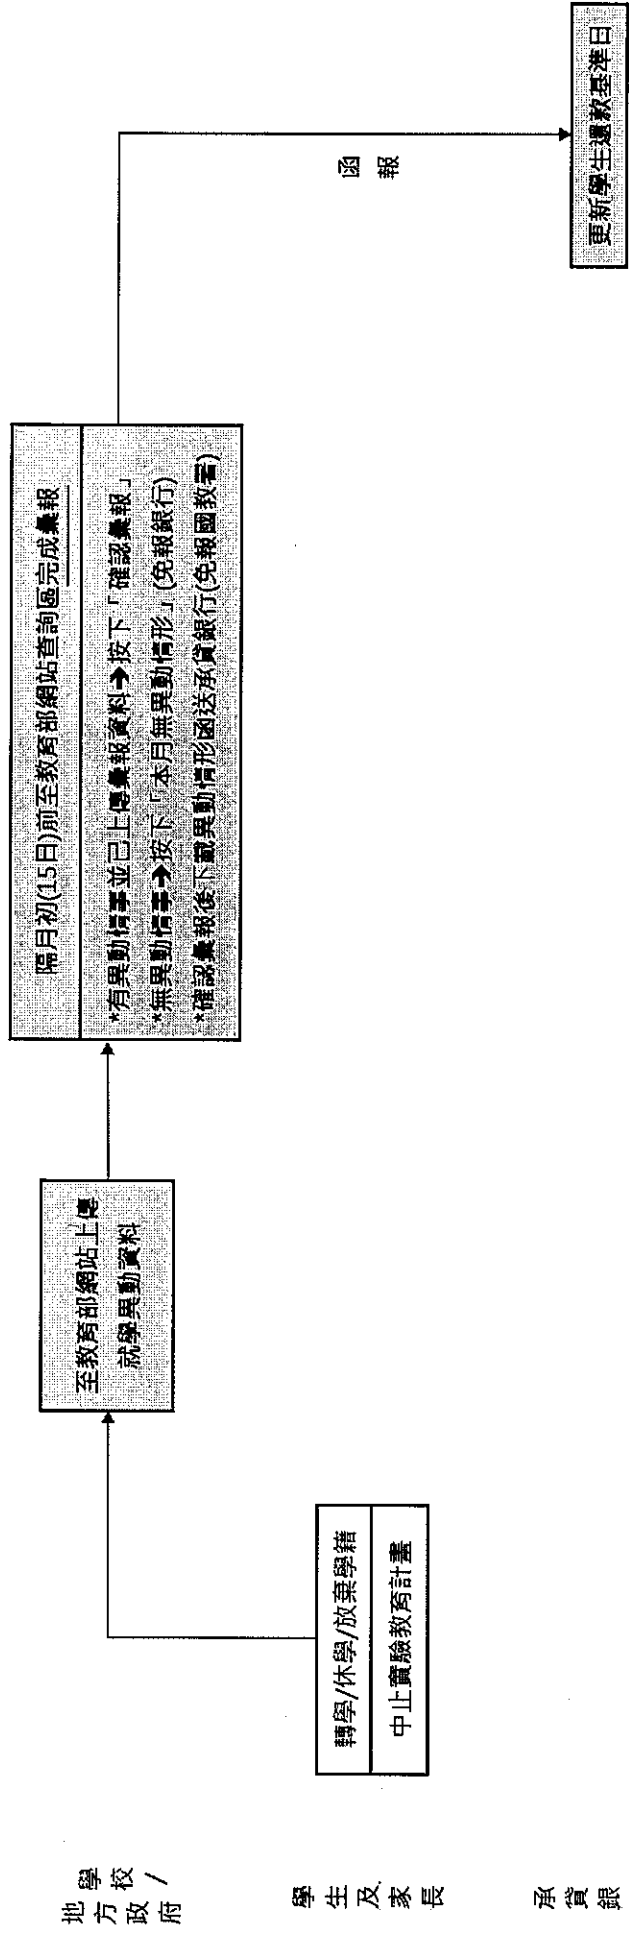 學校/
地方政府
轉學/休學/放棄學籍
中止實驗教育計畫
至教育部網站上傳
就學異動資料
隔月初(15日)前至教育部網站查詢區完成彙報
*有異動情事並已上傳彙報資料➔按下「確認彙報」
*無異動情事➔按下「本月無異動情形」(免報銀行)
*確認彙報後下載異動情形函送承貸銀行(免報國教署)
函報
更新學生還款基準日
學生及家長
承貸銀